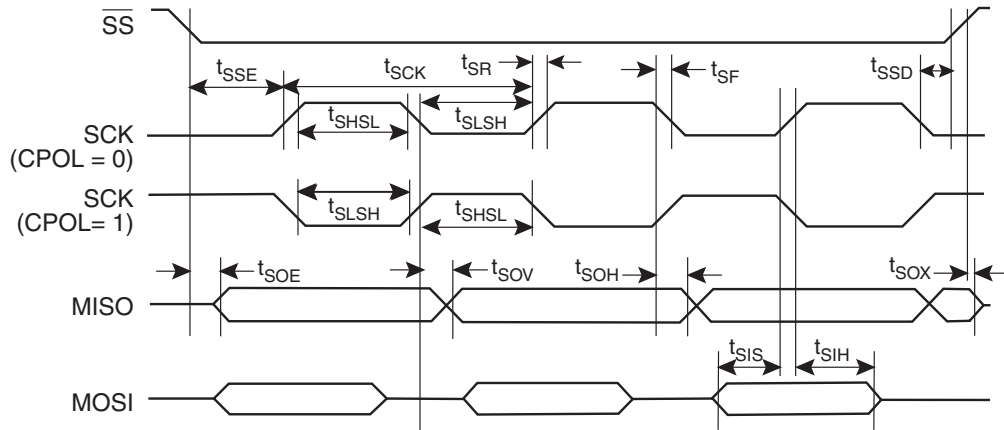 SS
tSSE
tSCK
tSR
tSF
tSSD
tSHSL
tSLSH
SCK
(CPOL = 0)
SCK
(CPOL= 1)
tSLSH
tSHSL
tSOE
tSOV
tSOH
tSOX
MISO
tSIS
tSIH
MOSI